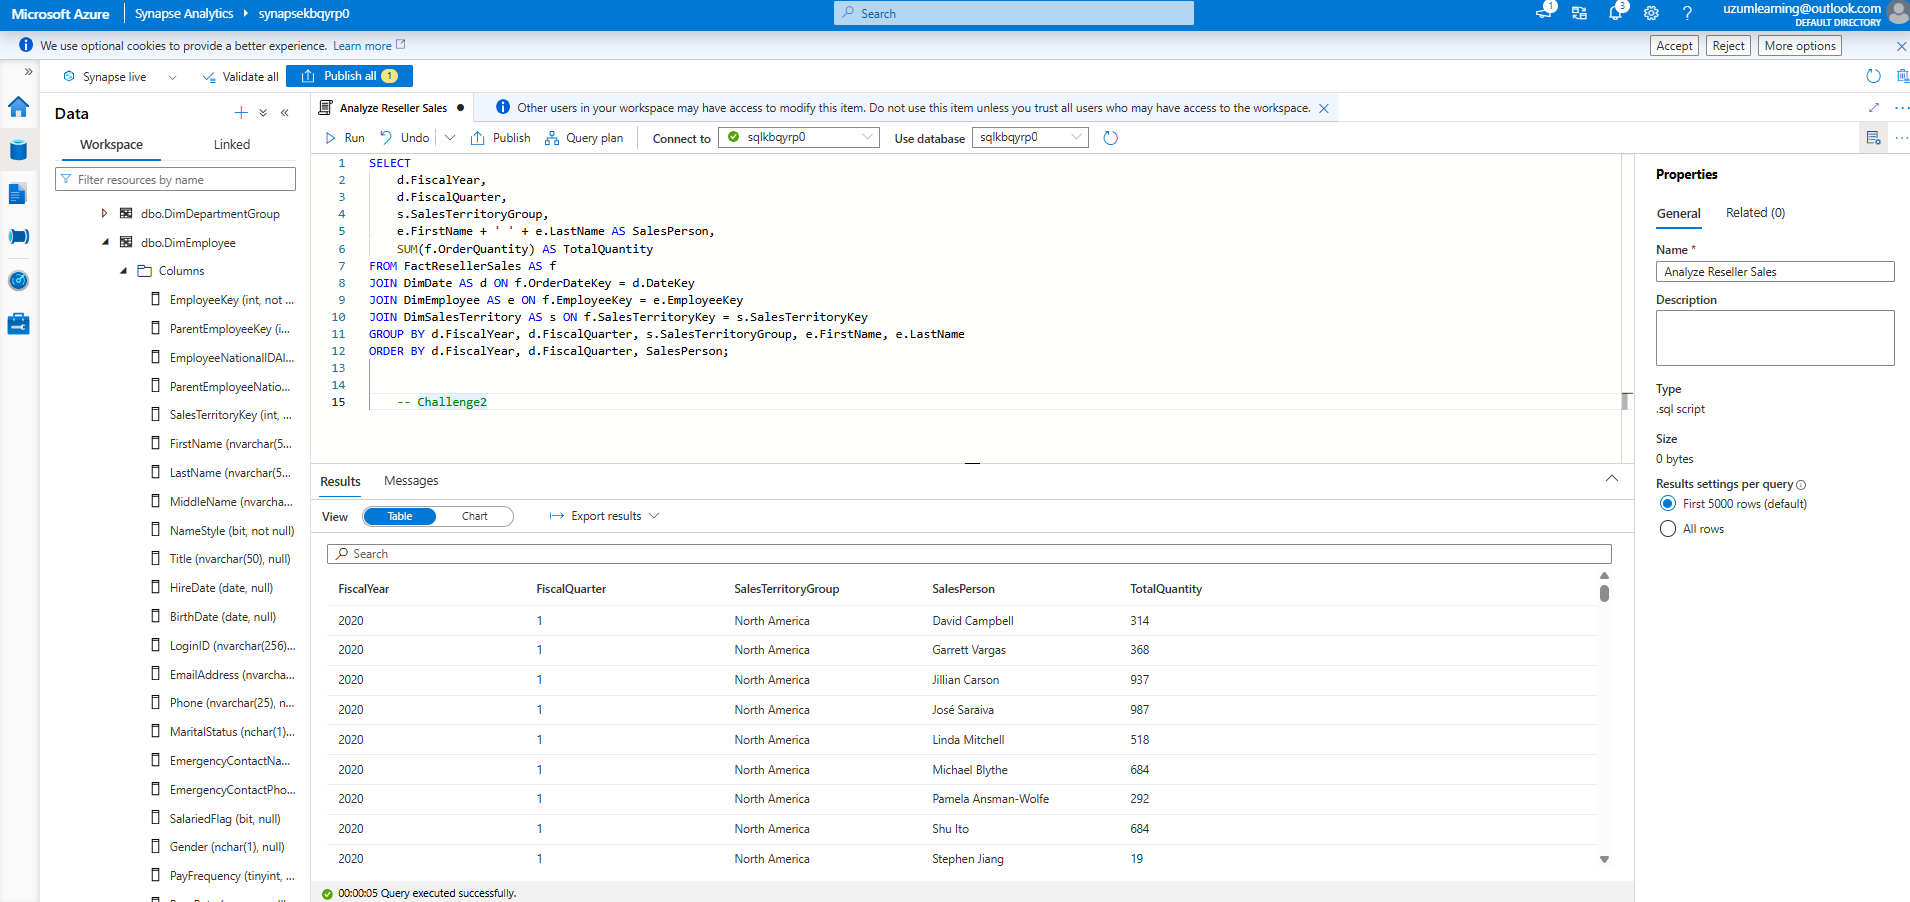 Microsoft Azure
Synapse Analytics
synapsekbqyrp0
Search
1
3
?
uzumlearning@outlook.com
DEFAULT DIRECTORY
We use optional cookies to provide a better experience. Learn more
Accept
Reject
More options
Synapse live
Validate all
Publish all 1
Data
Workspace
Linked
Filter resources by name
dbo.DimDepartmentGroup
dbo.DimEmployee
Columns
EmployeeKey (int, not ...
ParentEmployeeKey (i...
EmployeeNationalIDAl...
ParentEmployeeNatio...
SalesTerritoryKey (int, ...
FirstName (nvarchar(5...
LastName (nvarchar(5...
MiddleName (nvarcha...
NameStyle (bit, not null)
Title (nvarchar(50), null)
HireDate (date, null)
BirthDate (date, null)
LoginID (nvarchar(256)...
EmailAddress (nvarcha...
Phone (nvarchar(25), n...
MaritalStatus (nchar(1)...
EmergencyContactNa...
EmergencyContactPho...
SalariedFlag (bit, null)
Gender (nchar(1), null)
PayFrequency (tinyint, ...
Analyze Reseller Sales
Other users in your workspace may have access to modify this item. Do not use this item unless you trust all users who may have access to the workspace.
Run
Undo
Publish
Query plan
Connect to
sqlkbqyrp0
Use database
sqlkbqyrp0
1 SELECT
2 d.FiscalYear,
3 d.FiscalQuarter,
4 s.SalesTerritoryGroup,
5 e.FirstName + ' ' + e.LastName AS SalesPerson,
6 SUM(f.OrderQuantity) AS TotalQuantity
7 FROM FactResellerSales AS f
8 JOIN DimDate AS d ON f.OrderDateKey = d.DateKey
9 JOIN DimEmployee AS e ON f.EmployeeKey = e.EmployeeKey
10 JOIN DimSalesTerritory AS s ON f.SalesTerritoryKey = s.SalesTerritoryKey
11 GROUP BY d.FiscalYear, d.FiscalQuarter, s.SalesTerritoryGroup, e.FirstName, e.LastName
12 ORDER BY d.FiscalYear, d.FiscalQuarter, SalesPerson;
13
14
15 -- Challenge2
Results
Messages
View
Table
Chart
Export results
Search
FiscalYear FiscalQuarter SalesTerritoryGroup SalesPerson TotalQuantity
2020 1 North America David Campbell 314
2020 1 North America Garrett Vargas 368
2020 1 North America Jillian Carson 937
2020 1 North America José Saraiva 987
2020 1 North America Linda Mitchell 518
2020 1 North America Michael Blythe 684
2020 1 North America Pamela Ansman-Wolfe 292
2020 1 North America Shu Ito 684
2020 1 North America Stephen Jiang 19
00:00:05 Query executed successfully.
Properties
General
Related (0)
Name *
Analyze Reseller Sales
Description
Type
.sql script
Size
0 bytes
Results settings per query
First 5000 rows (default)
All rows